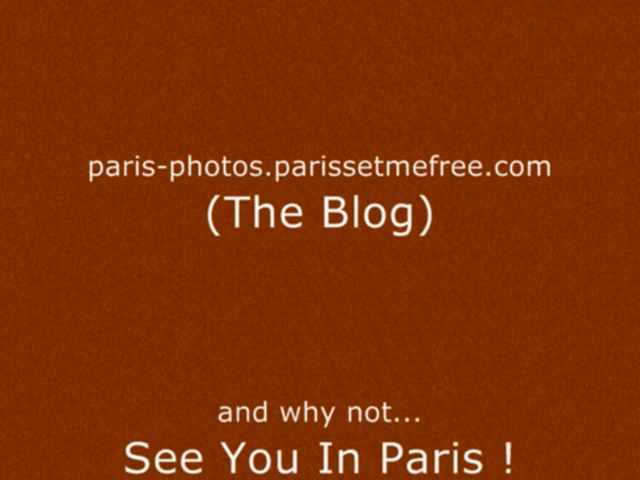 paris-photos.parissetmefree.com
(The Blog)
and why not...
See You In Paris !